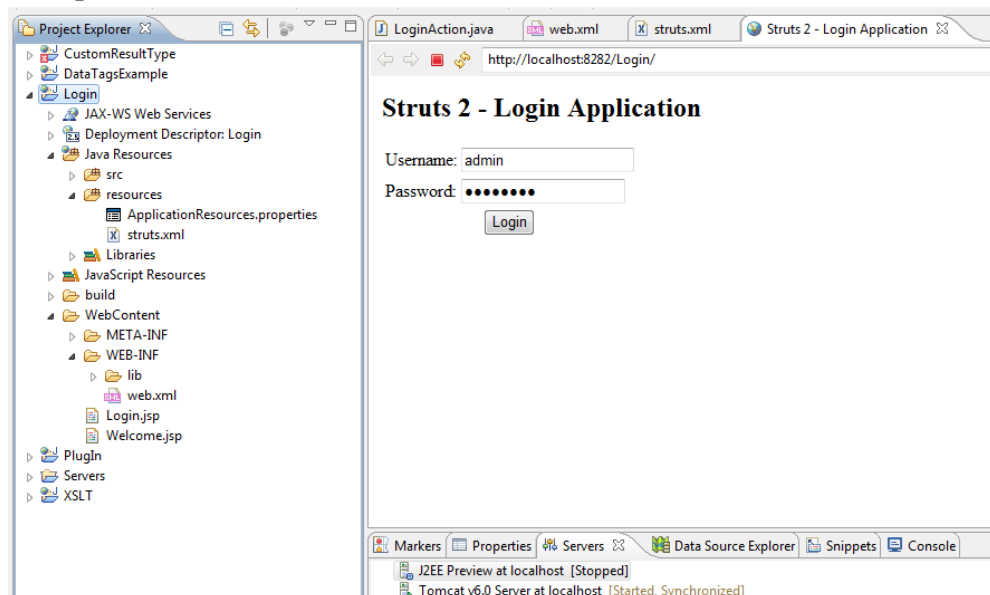 Project Explorer
CustomResultType
DataTagsExample
Login
JAX-WS Web Services
2.5 Deployment Descriptor: Login
Java Resources
src
resources
ApplicationResources.properties
struts.xml
Libraries
JavaScript Resources
build
WebContent
META-INF
WEB-INF
lib
web.xml
Login.jsp
Welcome.jsp
PlugIn
Servers
XSLT
LoginAction.java web.xml struts.xml Struts 2 - Login Application
http://localhost:8282/Login/
Struts 2 - Login Application
Username: admin
Password: ••••••••
Login
Markers Properties Servers Data Source Explorer Snippets Console
J2EE Preview at localhost [Stopped]
Tomcat v6.0 Server at localhost [Started, Synchronized]